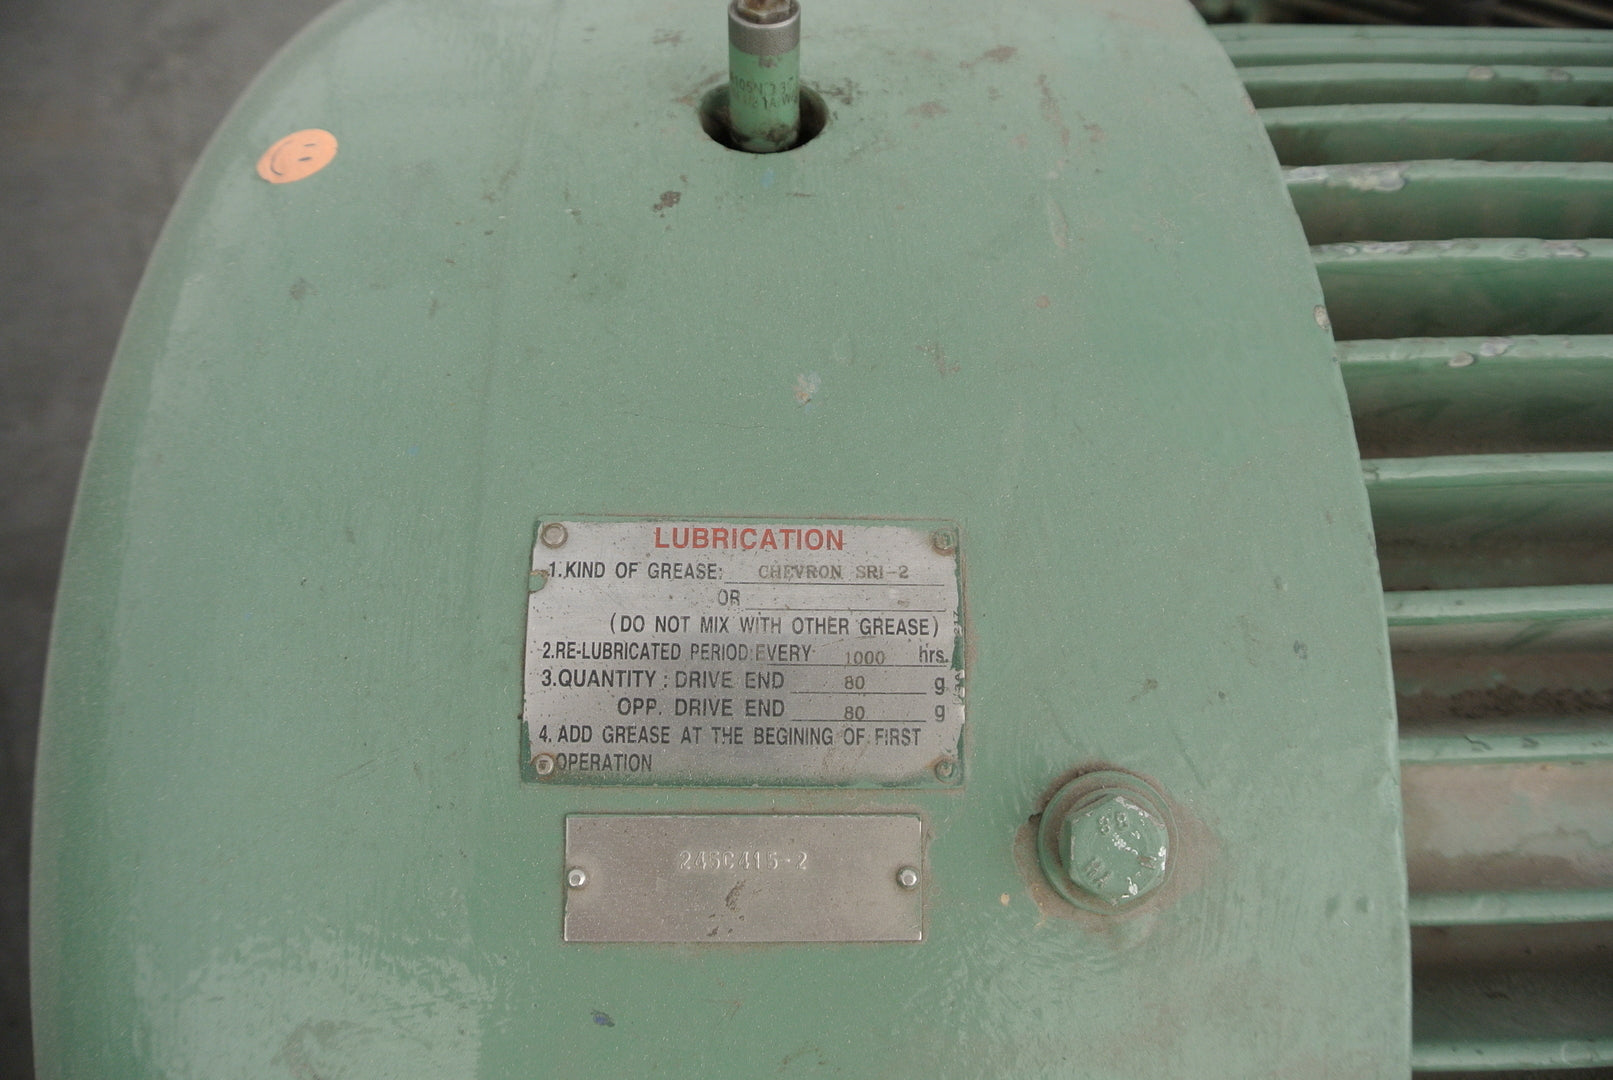 LUBRICATION
1.KIND OF GREASE: CHEVRON SRI-2
OR
(DO NOT MIX WITH OTHER GREASE)
2.RE-LUBRICATED PERIOD:EVERY 1000 hrs.
3.QUANTITY : DRIVE END 80 g
OPP. DRIVE END 80 g
4. ADD GREASE AT THE BEGINING OF FIRST
OPERATION
245C415-2